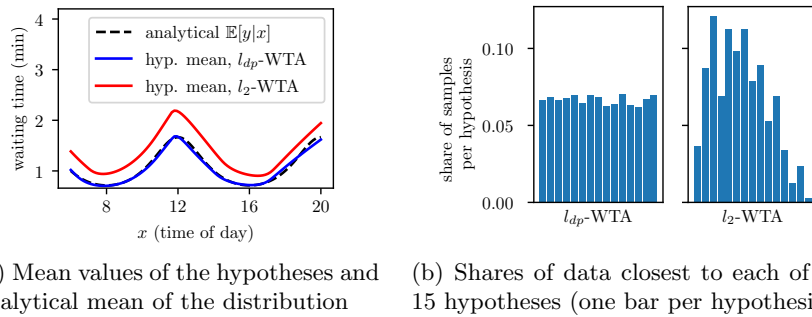 4
3
2
1
waiting time (min)
analytical 𝔼[y|x]
hyp. mean, l_dp-WTA
hyp. mean, l_2-WTA
8 12 16 20
x (time of day)
share of samples
per hypothesis
0.10
0.05
0.00
l_dp-WTA
l_2-WTA
) Mean values of the hypotheses and
alytical mean of the distribution
(b) Shares of data closest to each of
15 hypotheses (one bar per hypothesi